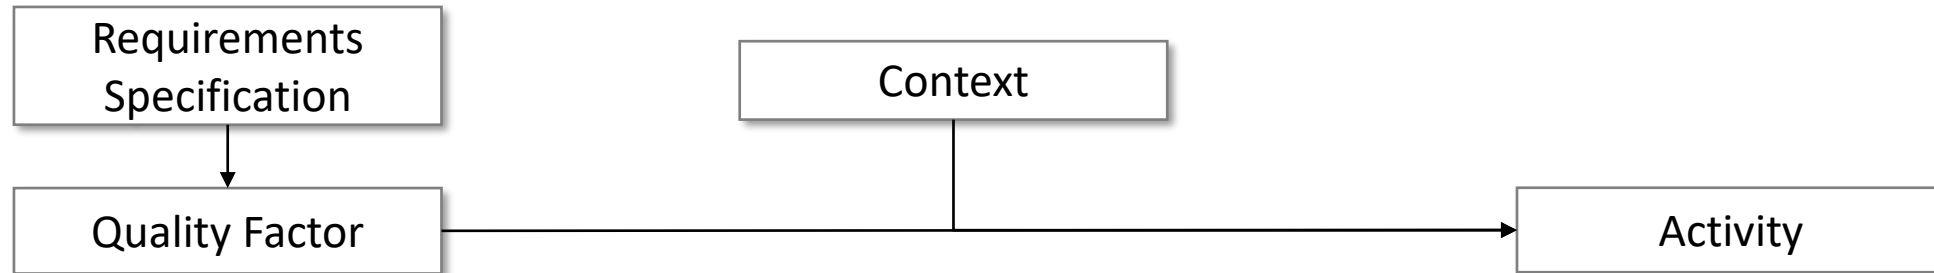 Requirements
Specification
Context
Quality Factor
Activity